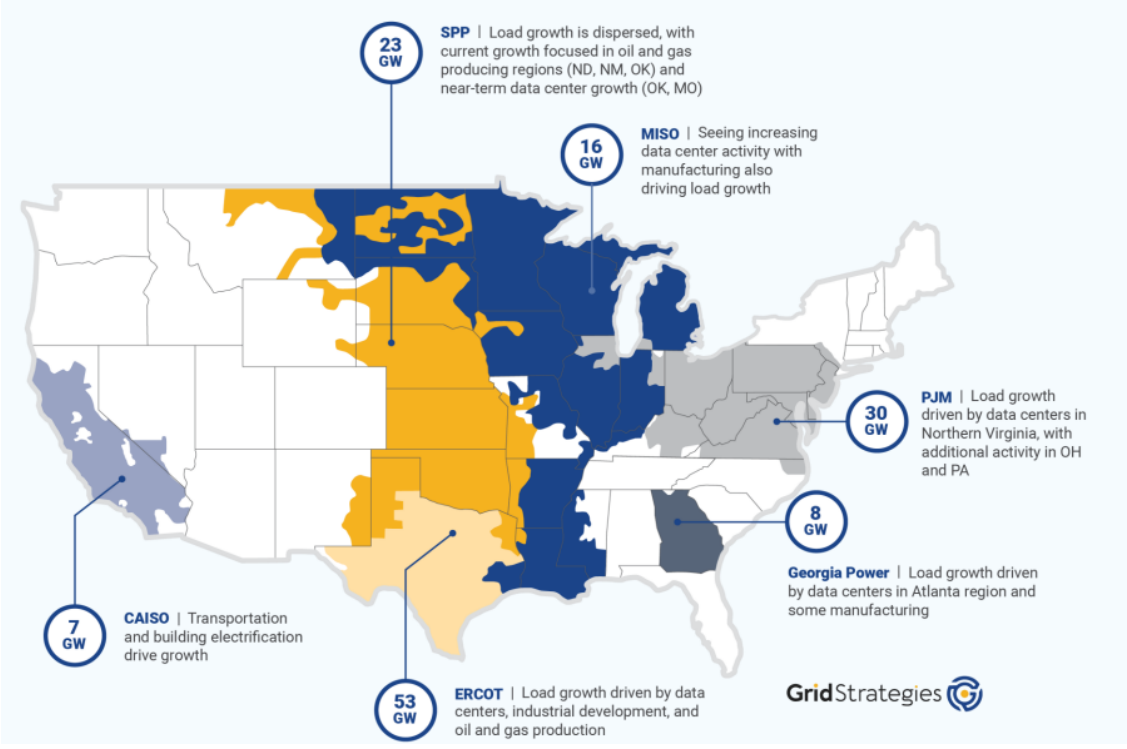 23
GW
SPP | Load growth is dispersed, with
current growth focused in oil and gas
producing regions (ND, NM, OK) and
near-term data center growth (OK, MO)
16
GW
MISO | Seeing increasing
data center activity with
manufacturing also
driving load growth
30
GW
PJM | Load growth
driven by data centers in
Northern Virginia, with
additional activity in OH
and PA
8
GW
Georgia Power | Load growth driven
by data centers in Atlanta region and
some manufacturing
7
GW
CAISO | Transportation
and building electrification
drive growth
53
GW
ERCOT | Load growth driven by data
centers, industrial development, and
oil and gas production
GridStrategies